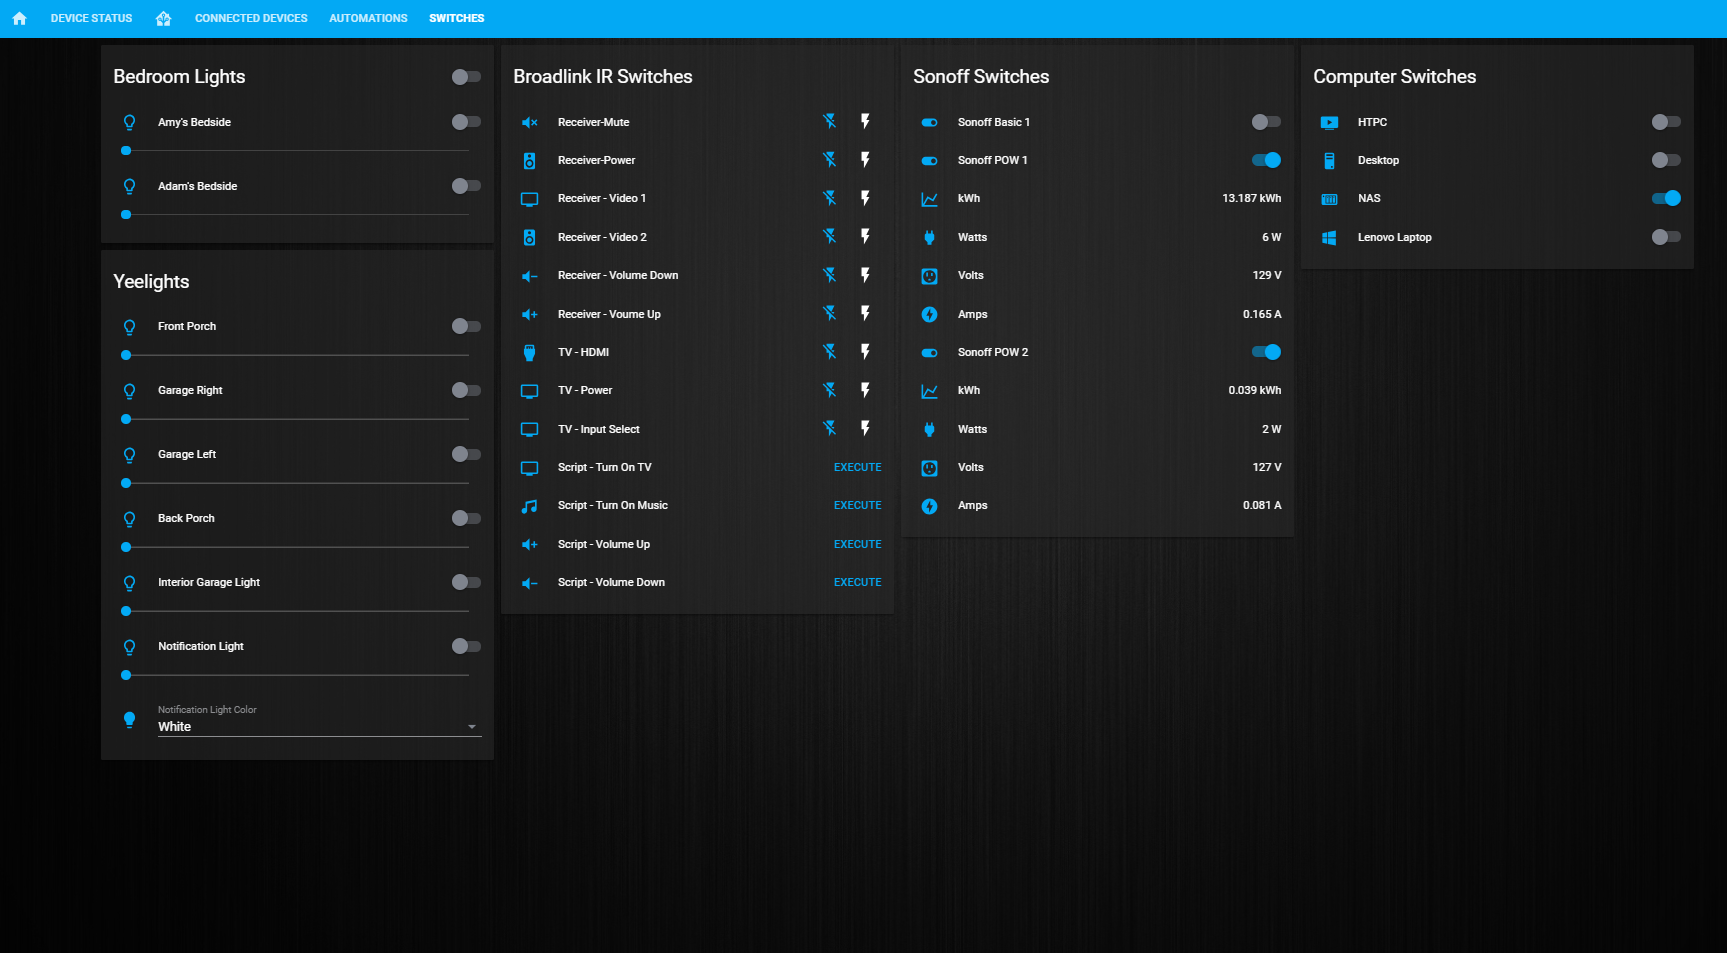 DEVICE STATUS
CONNECTED DEVICES
AUTOMATIONS
SWITCHES
Bedroom Lights
Amy's Bedside
Adam's Bedside
Yeelights
Front Porch
Garage Right
Garage Left
Back Porch
Interior Garage Light
Notification Light
Notification Light Color
White
Broadlink IR Switches
Receiver-Mute
Receiver-Power
Receiver - Video 1
Receiver - Video 2
Receiver - Volume Down
Receiver - Voume Up
TV - HDMI
TV - Power
TV - Input Select
Script - Turn On TV EXECUTE
Script - Turn On Music EXECUTE
Script - Volume Up EXECUTE
Script - Volume Down EXECUTE
Sonoff Switches
Sonoff Basic 1
Sonoff POW 1
kWh 13.187 kWh
Watts 6 W
Volts 129 V
Amps 0.165 A
Sonoff POW 2
kWh 0.039 kWh
Watts 2 W
Volts 127 V
Amps 0.081 A
Computer Switches
HTPC
Desktop
NAS
Lenovo Laptop